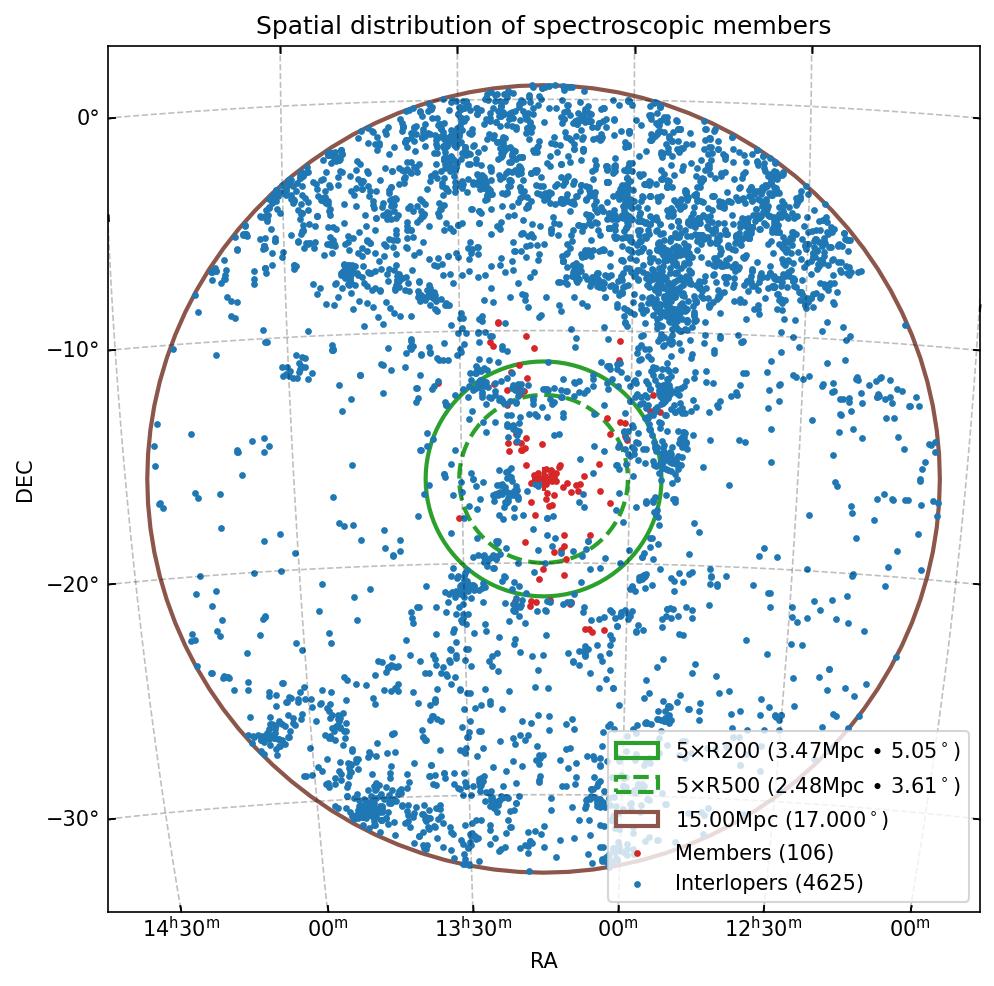 Spatial distribution of spectroscopic members
0°
−10°
−20°
−30°
DEC
5×R200 (3.47Mpc • 5.05°)
5×R500 (2.48Mpc • 3.61°)
15.00Mpc (17.000°)
Members (106)
Interlopers (4625)
14ʰ30ᵐ 00ᵐ 13ʰ30ᵐ 00ᵐ 12ʰ30ᵐ 00ᵐ
RA